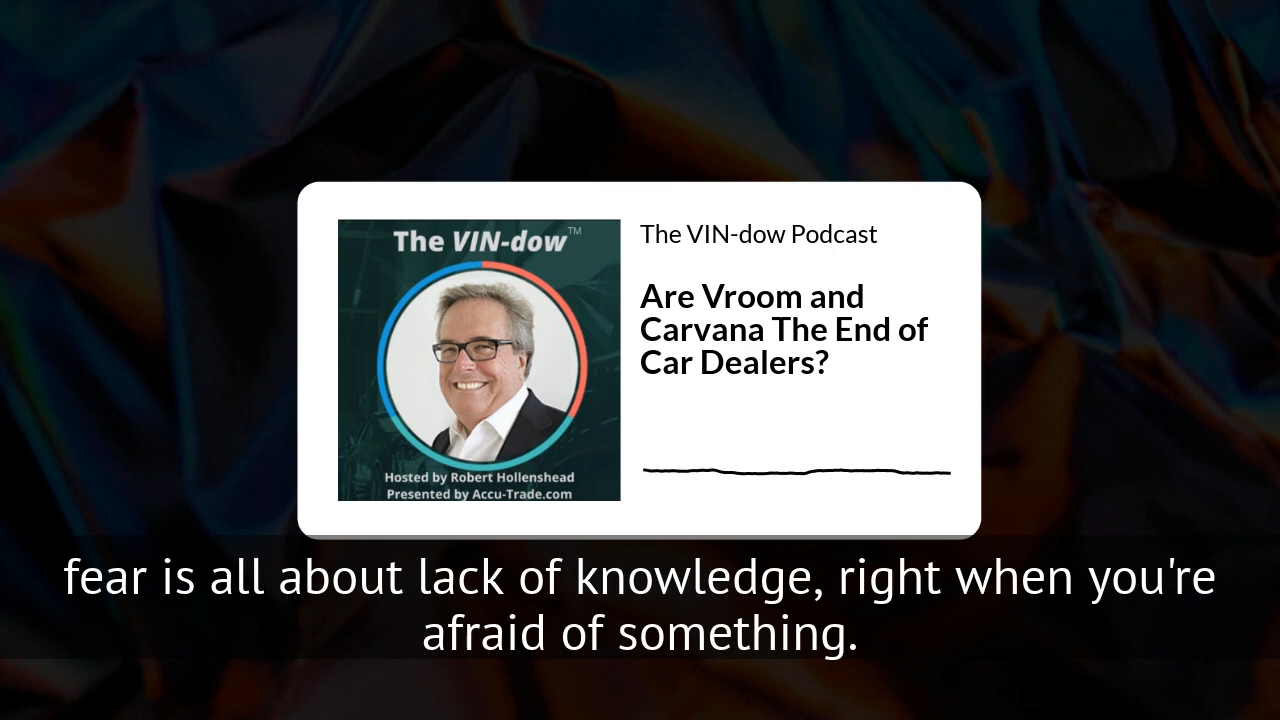 The VIN-dow™
Hosted by Robert Hollenshead
Presented by Accu-Trade.com
The VIN-dow Podcast
Are Vroom and
Carvana The End of
Car Dealers?
fear is all about lack of knowledge, right when you're
afraid of something.